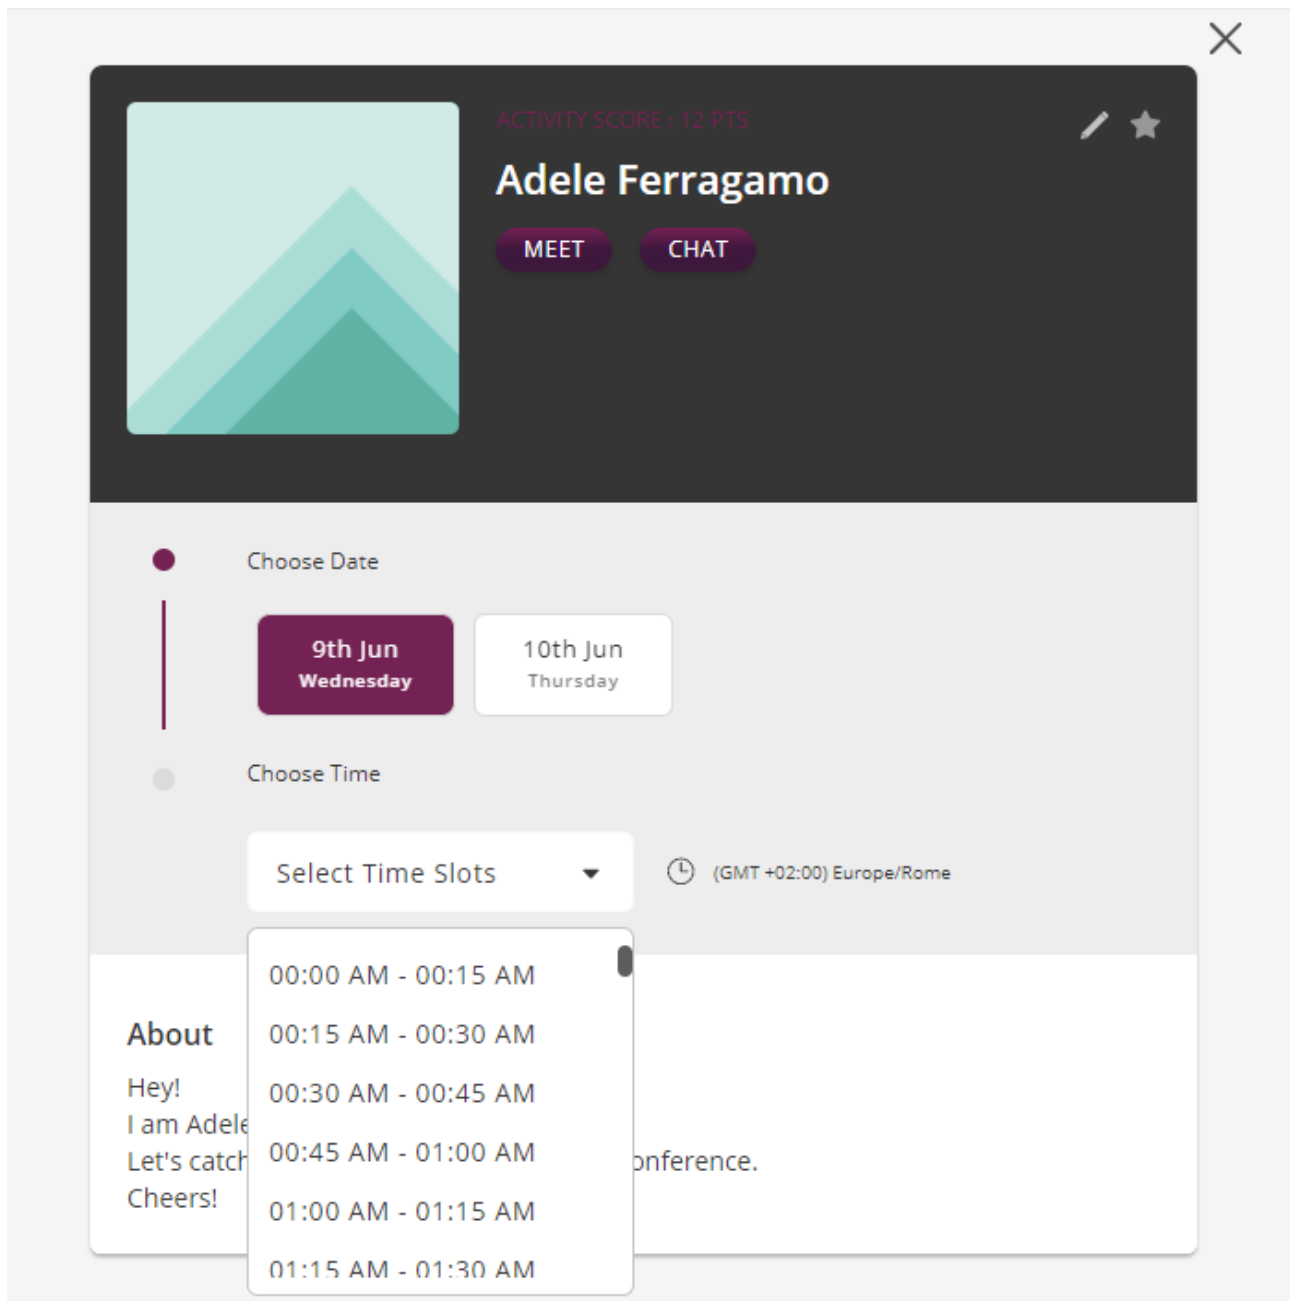 ACTIVITY SCORE : 12 PTS
Adele Ferragamo
MEET CHAT
Choose Date
9th Jun
Wednesday
10th Jun
Thursday
Choose Time
Select Time Slots
(GMT +02:00) Europe/Rome
00:00 AM - 00:15 AM
00:15 AM - 00:30 AM
00:30 AM - 00:45 AM
00:45 AM - 01:00 AM
01:00 AM - 01:15 AM
01:15 AM - 01:30 AM
About
Hey!
I am Adele
Let's catch onference.
Cheers!